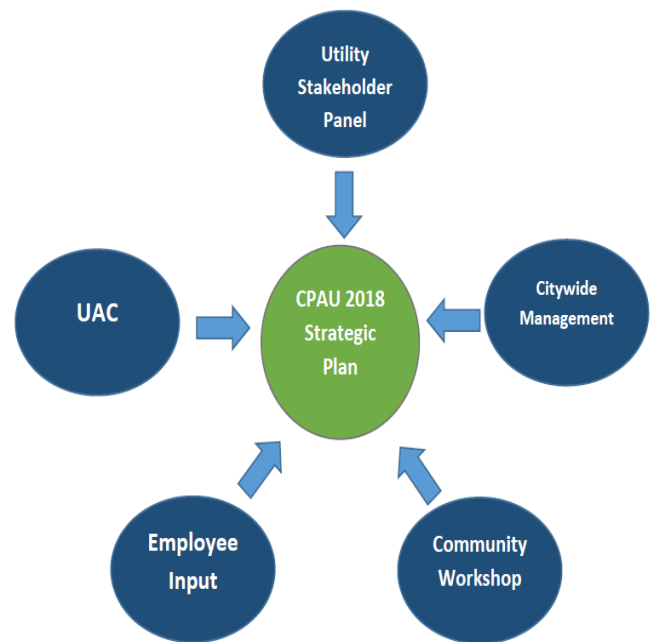 Utility
Stakeholder
Panel
UAC
CPAU 2018
Strategic
Plan
Citywide
Management
Employee
Input
Community
Workshop